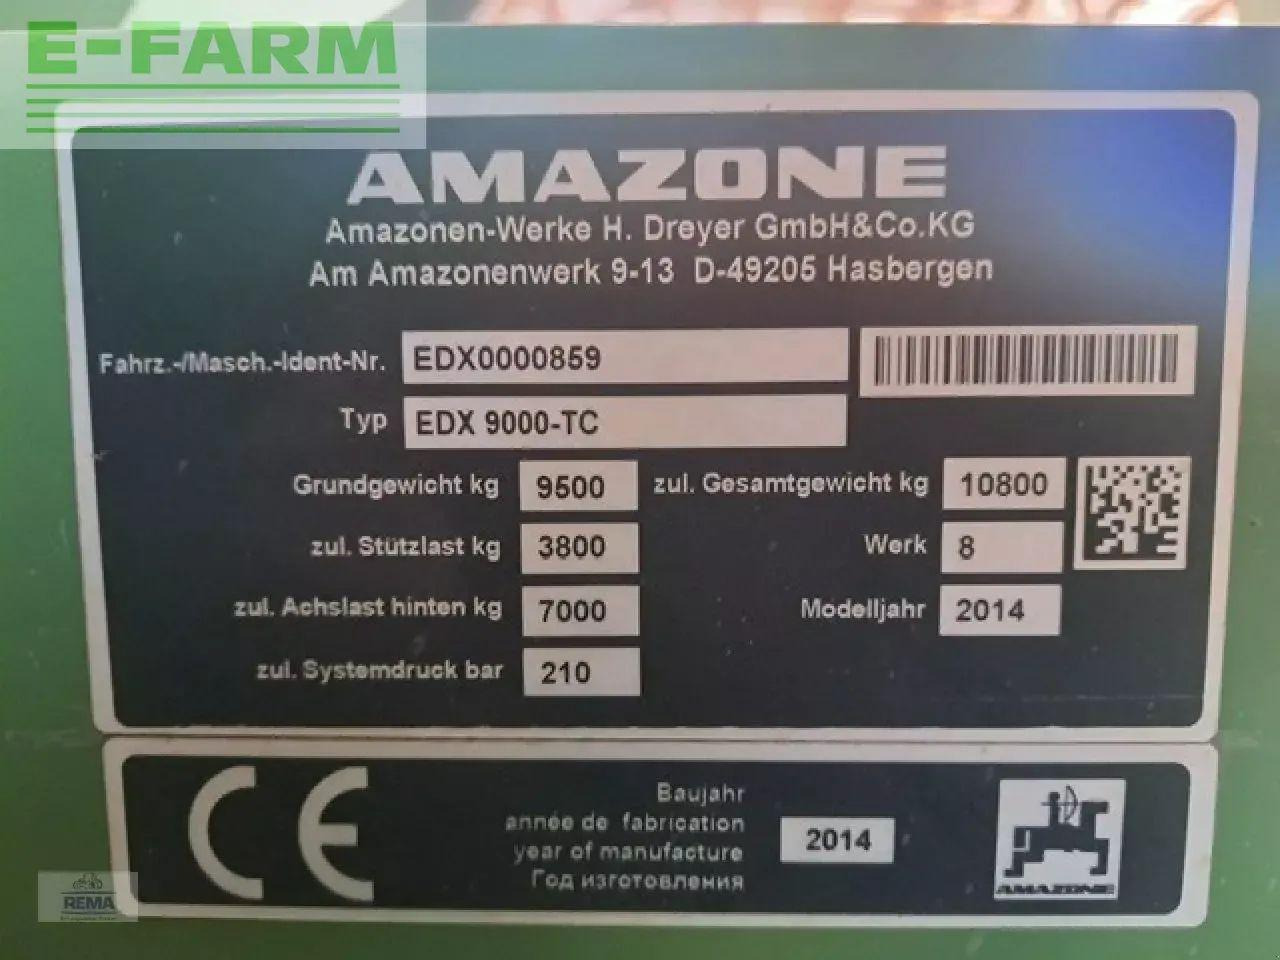 E-FARM
AMAZONE
Amazonen-Werke H. Dreyer GmbH&Co.KG
Am Amazonenwerk 9-13 D-49205 Hasbergen
Fahrz.-/Masch.-Ident-Nr. EDX0000859
Typ EDX 9000-TC
Grundgewicht kg 9500 zul. Gesamtgewicht kg 10800
zul. Stützlast kg 3800 Werk 8
zul. Achslast hinten kg 7000 Modelljahr 2014
zul. Systemdruck bar 210
CE
Baujahr
année de fabrication
year of manufacture 2014
Год изготовления
AMAZONE
REMA